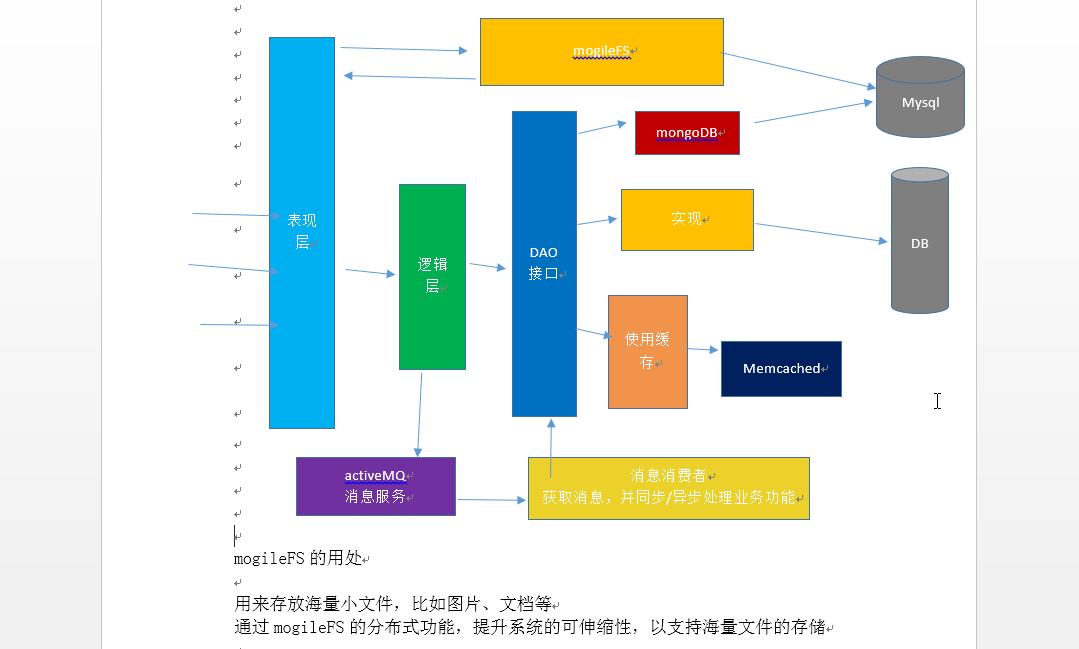 mogileFS
Mysql
mongoDB
表现
层
实现
DAO
接口
DB
逻辑
层
使用缓
存
Memcached
activeMQ
消息服务
消息消费者
获取消息，并同步/异步处理业务功能
mogileFS 的用处
用来存放海量小文件，比如图片、文档等
通过 mogileFS 的分布式功能，提升系统的可伸缩性，以支持海量文件的存储